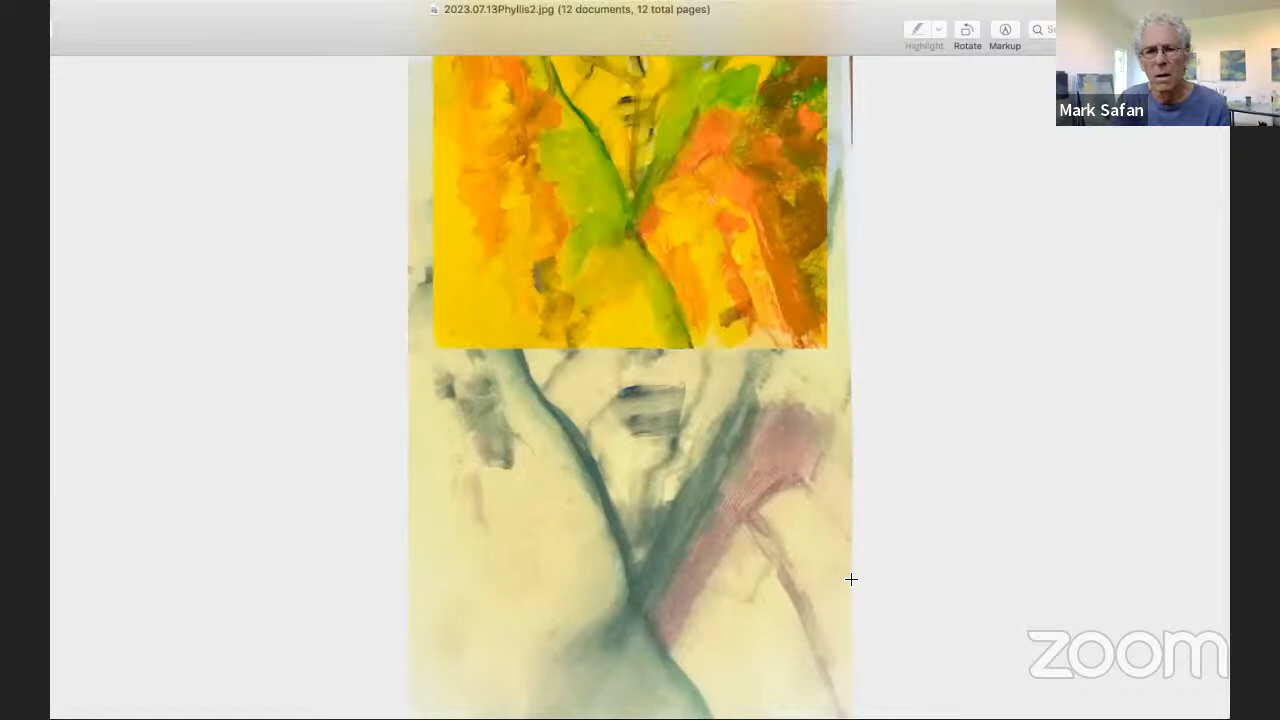 2023.07.13Phyllis2.jpg (12 documents, 12 total pages)
Highlight
Rotate
Markup
Mark Safan
zoom